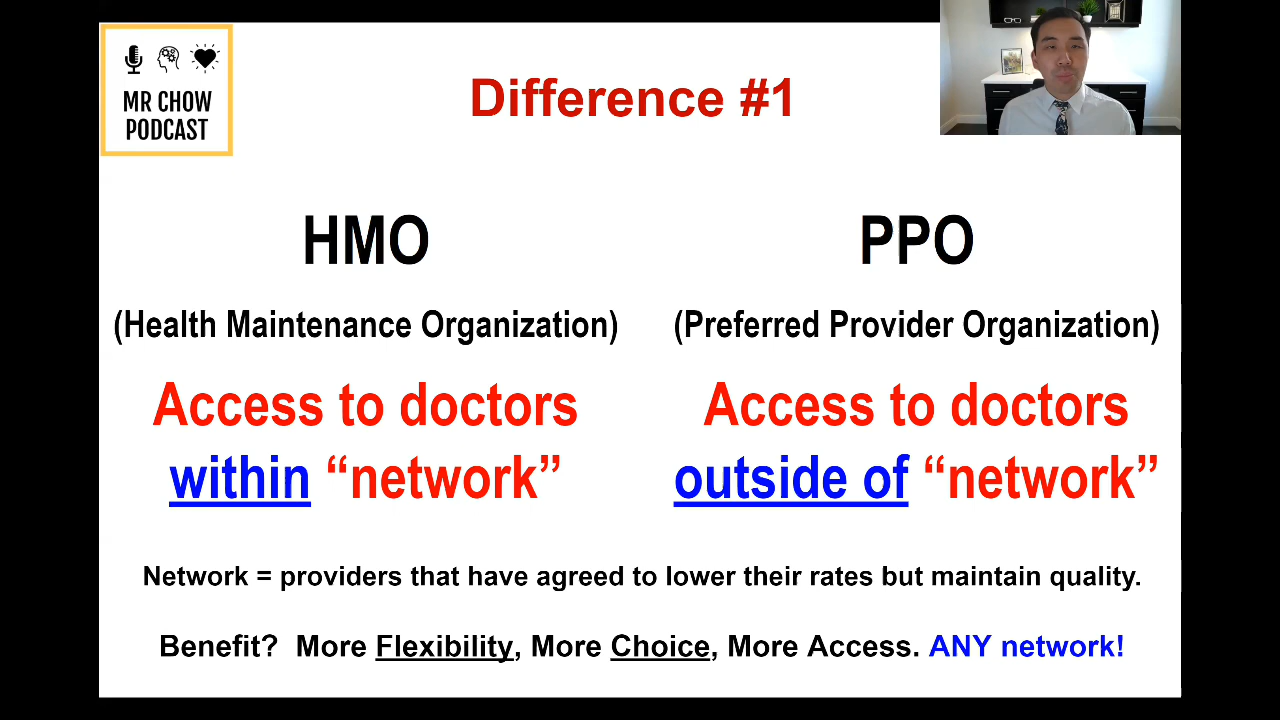 MR CHOW
PODCAST
Difference #1
HMO
(Health Maintenance Organization)
Access to doctors
within “network”
PPO
(Preferred Provider Organization)
Access to doctors
outside of “network”
Network = providers that have agreed to lower their rates but maintain quality.
Benefit?  More Flexibility, More Choice, More Access. ANY network!